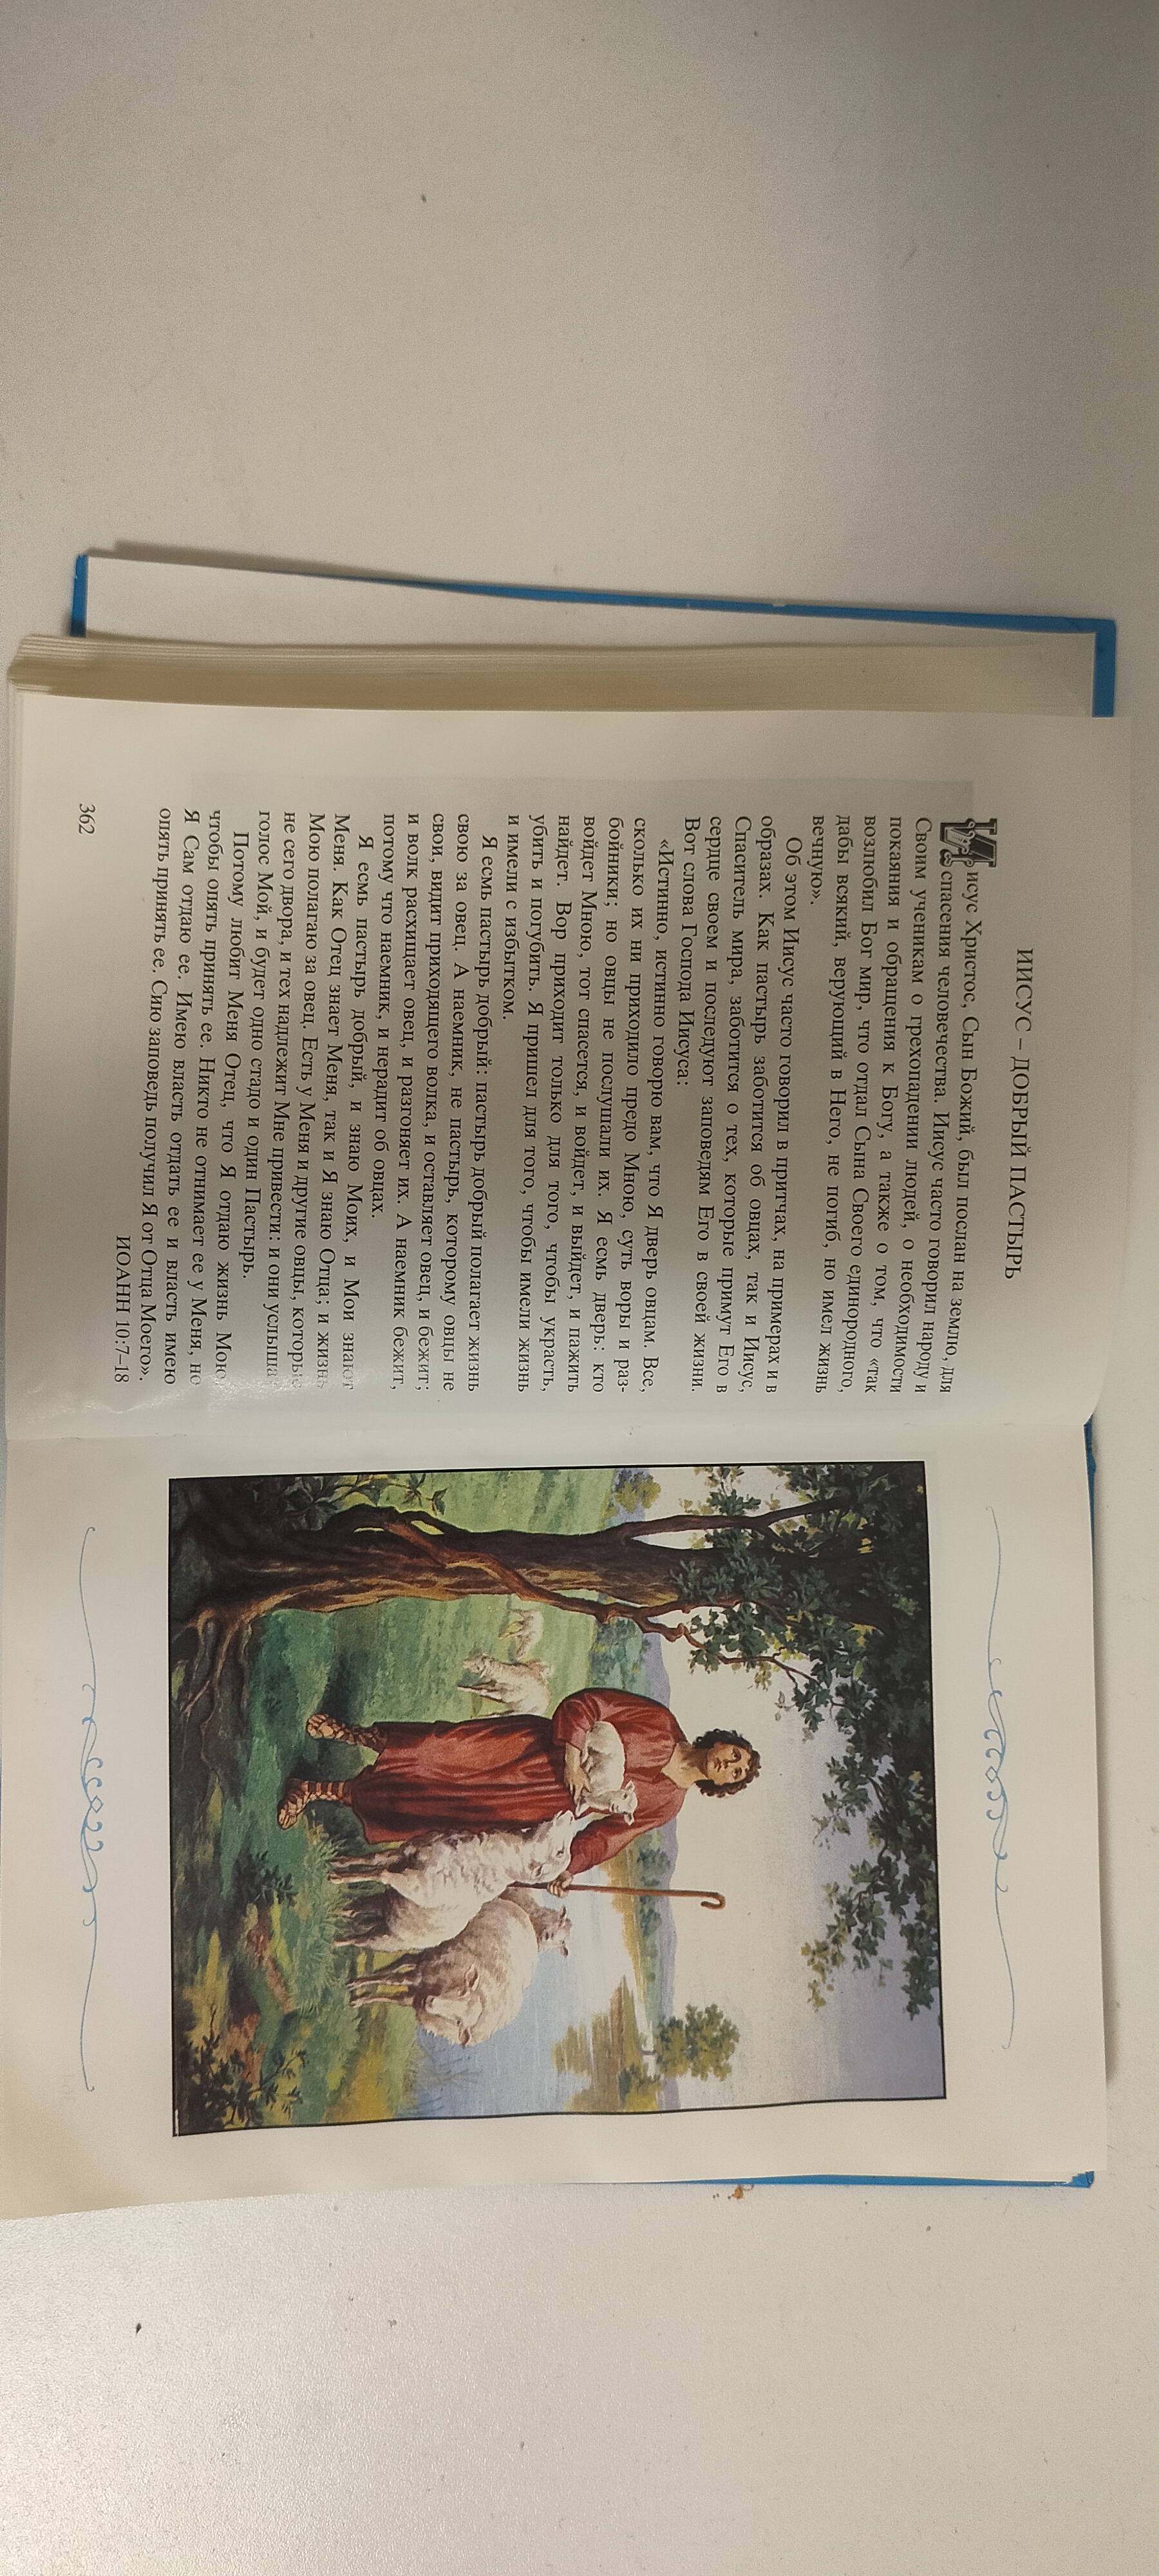 ИИСУС – ДОБРЫЙ ПАСТЫРЬ
Иисус Христос, Сын Божий, был послан на землю, для
спасения человечества. Иисус часто говорил народу и
Своим ученикам о грехопадении людей, о необходимости
покаяния и обращения к Богу, а также о том, что «так
возлюбил Бог мир, что отдал Сына Своего единородного,
дабы всякий, верующий в Него, не погиб, но имел жизнь
вечную».
Об этом Иисус часто говорил в притчах, на примерах и в
образах. Как пастырь заботится об овцах, так и Иисус,
Спаситель мира, заботится о тех, которые примут Его в
сердце своем и последуют заповедям Его в своей жизни.
Вот слова Господа Иисуса:
«Истинно, истинно говорю вам, что Я дверь овцам. Все,
сколько их ни приходило предо Мною, суть воры и раз-
бойники; но овцы не послушали их. Я есмь дверь: кто
войдет Мною, тот спасется, и войдет, и выйдет, и пажить
найдет. Вор приходит только для того, чтобы украсть,
убить и погубить. Я пришел для того, чтобы имели жизнь
и имели с избытком.
Я есмь пастырь добрый: пастырь добрый полагает жизнь
свою за овец. А наемник, не пастырь, которому овцы не
свои, видит приходящего волка, и оставляет овец, и бежит;
и волк расхищает овец, и разгоняет их. А наемник бежит,
потому что наемник, и нерадит об овцах.
Я есмь пастырь добрый, и знаю Моих, и Мои знают
Меня. Как Отец знает Меня, так и Я знаю Отца; и жизнь
Мою полагаю за овец. Есть у Меня и другие овцы, которые
не сего двора, и тех надлежит Мне привести: и они услышат
голос Мой, и будет одно стадо и один Пастырь.
Потому любит Меня Отец, что Я отдаю жизнь Мою,
чтобы опять принять ее. Никто не отнимает ее у Меня, но
Я Сам отдаю ее. Имею власть отдать ее и власть имею
опять принять ее. Сию заповедь получил Я от Отца Моего».
ИОАНН 10:7–18
362